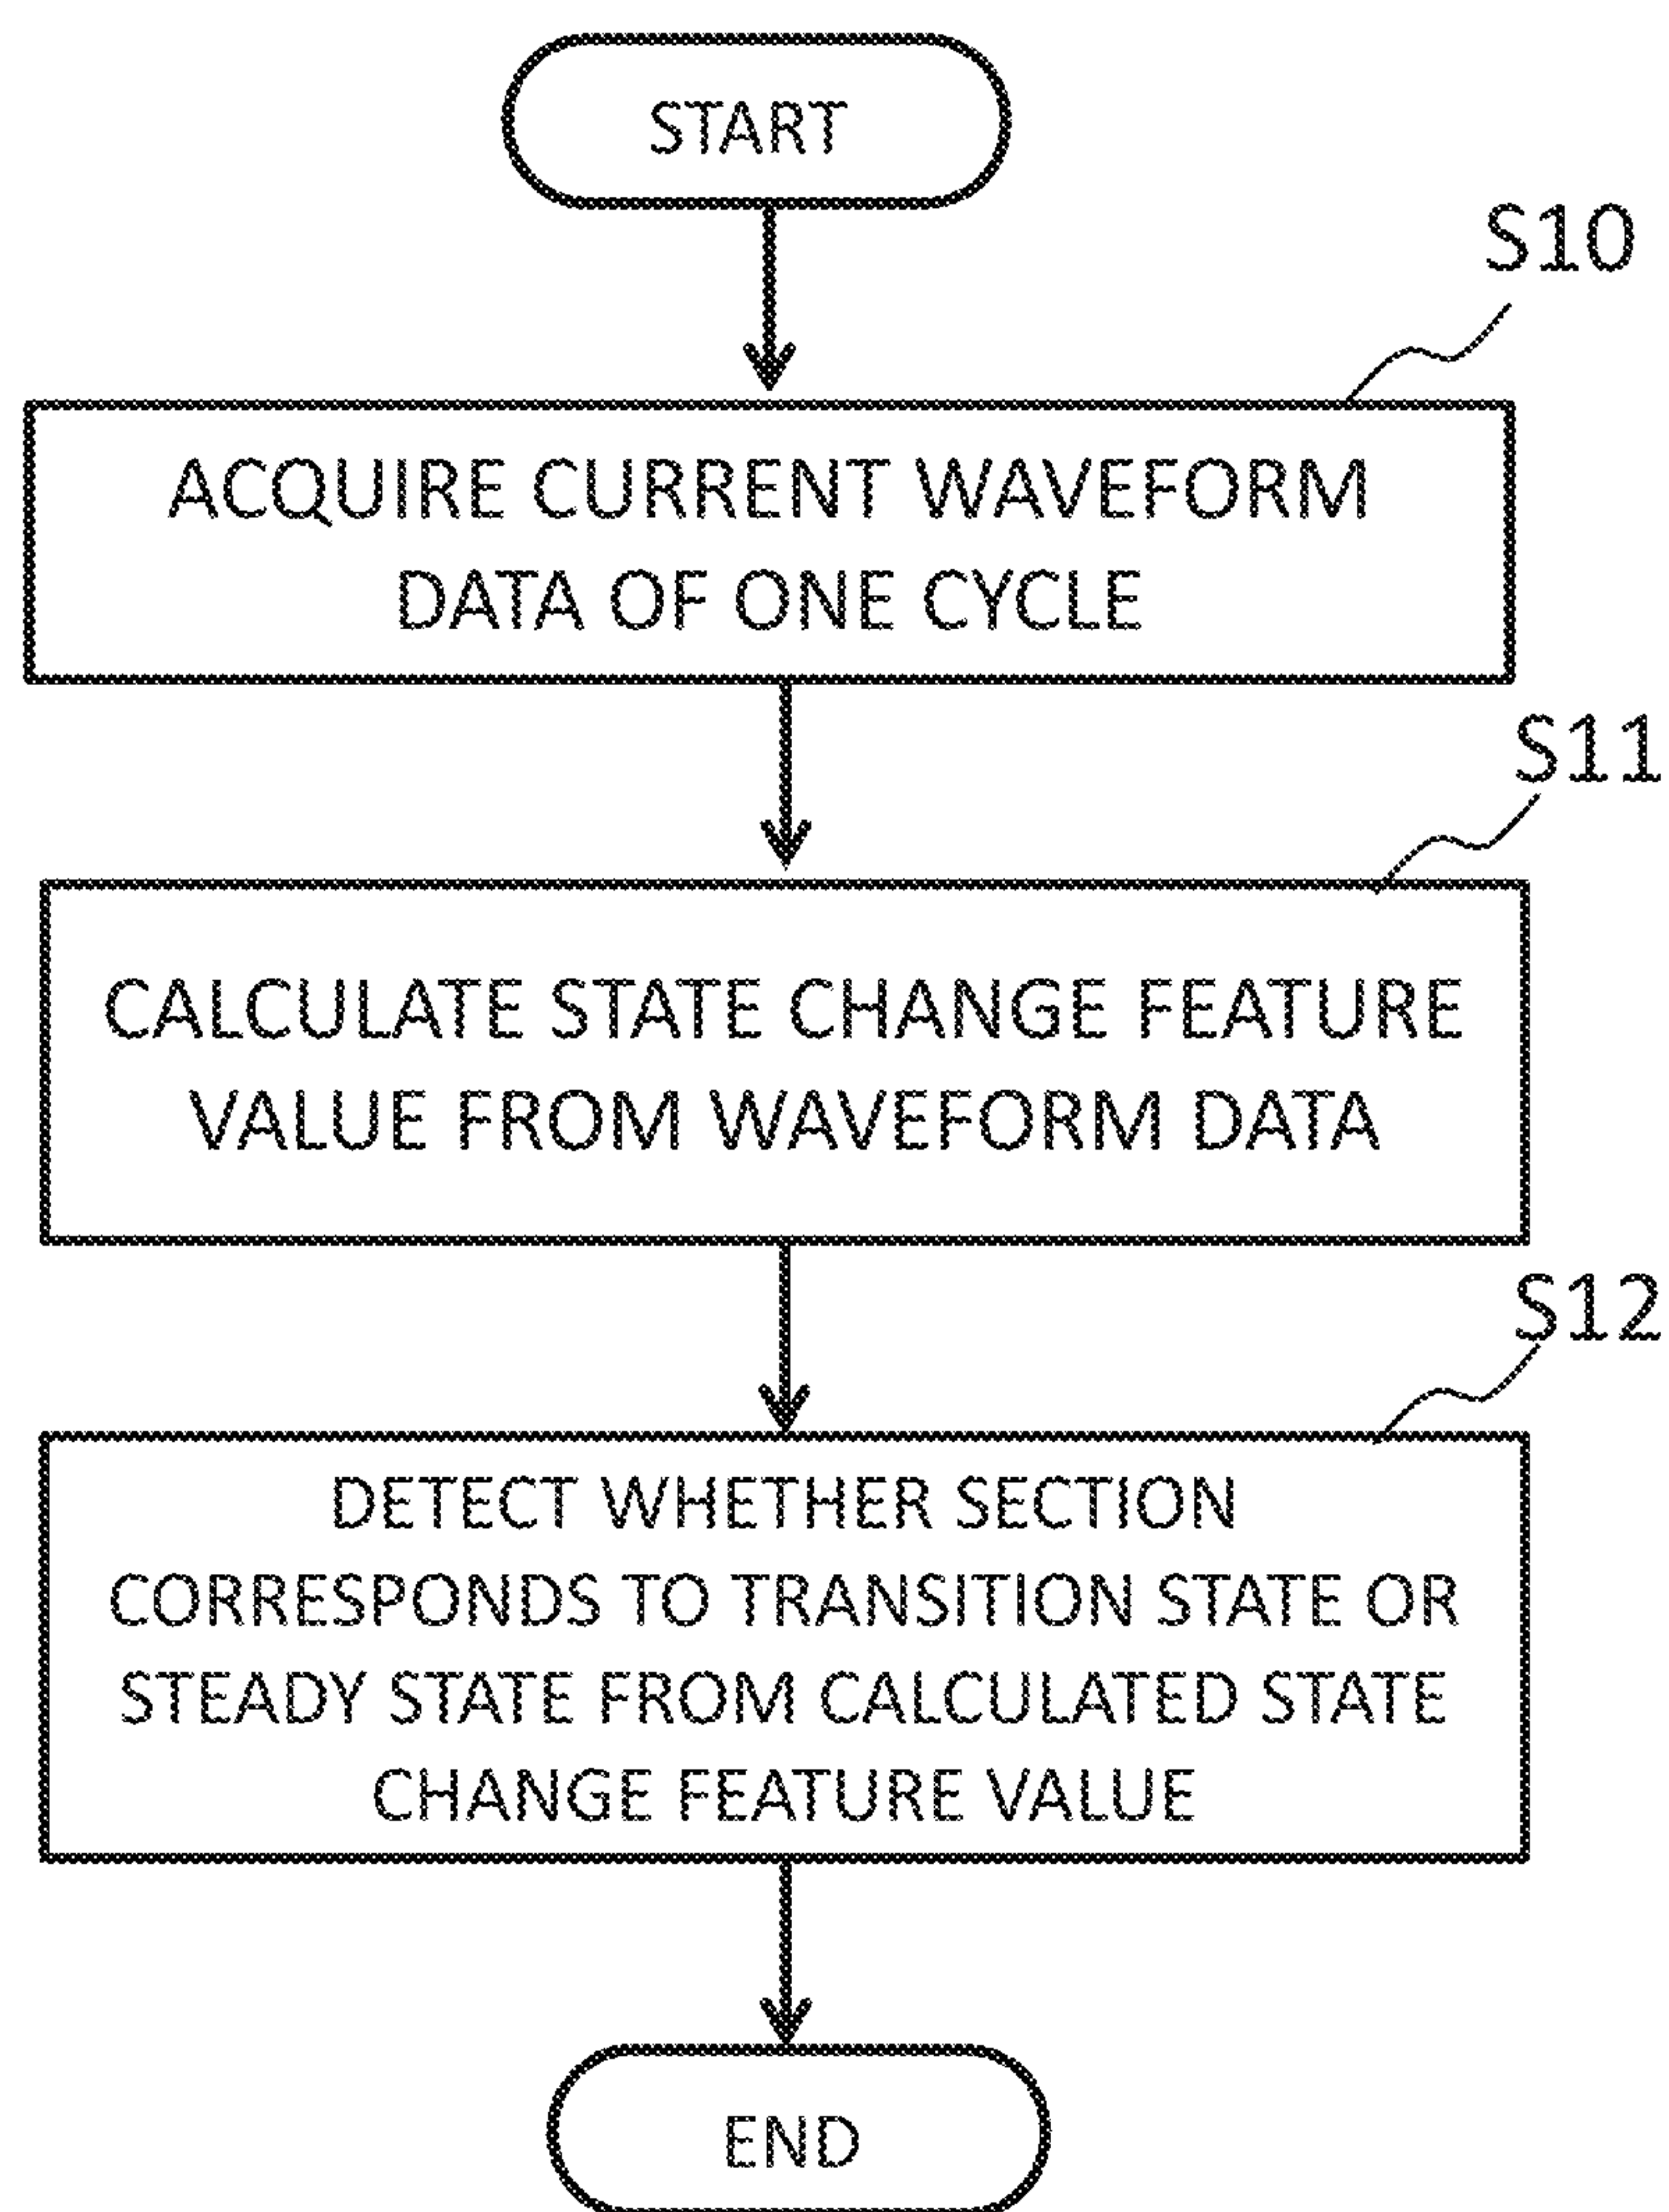 START
S10
ACQUIRE CURRENT WAVEFORM
DATA OF ONE CYCLE
S11
CALCULATE STATE CHANGE FEATURE
VALUE FROM WAVEFORM DATA
S12
DETECT WHETHER SECTION
CORRESPONDS TO TRANSITION STATE OR
STEADY STATE FROM CALCULATED STATE
CHANGE FEATURE VALUE
END